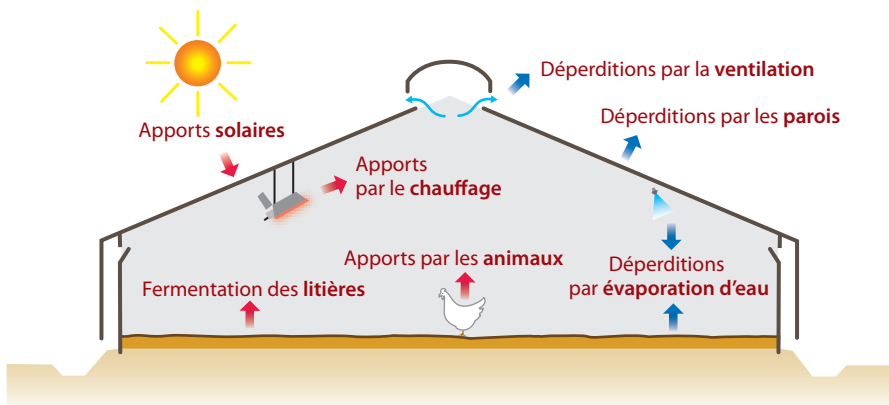 Déperditions par la ventilation
Déperditions par les parois
Apports solaires
Apports
par le chauffage
Apports par les animaux
Déperditions
par évaporation d'eau
Fermentation des litières